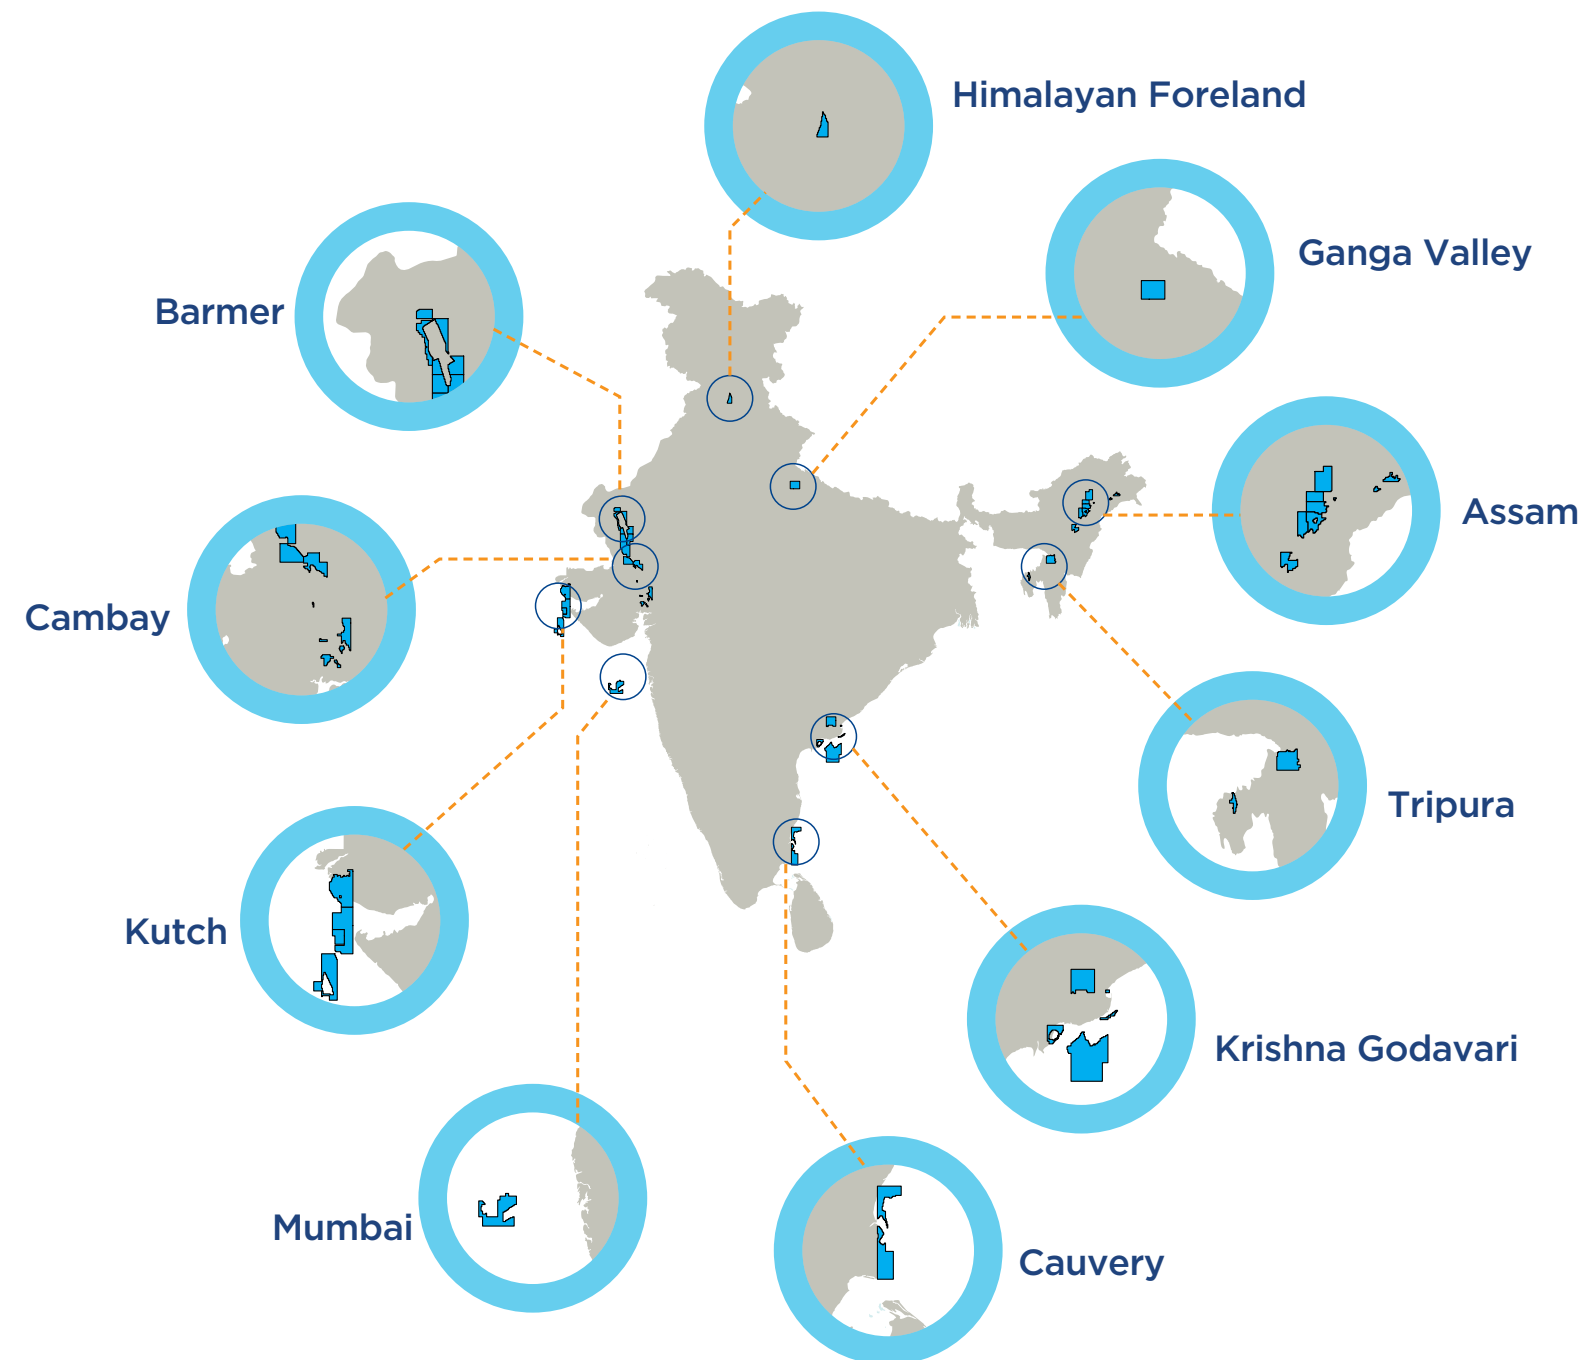 Himalayan Foreland
Ganga Valley
Barmer
Assam
Cambay
Tripura
Kutch
Krishna Godavari
Mumbai
Cauvery